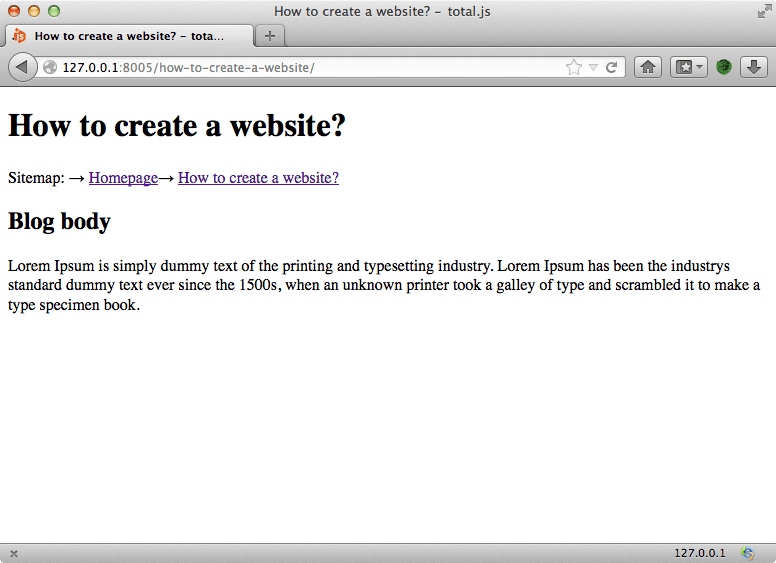 How to create a website? – total.js
How to create a website? – tota...
127.0.0.1:8005/how-to-create-a-website/
How to create a website?
Sitemap: → Homepage→ How to create a website?
Blog body
Lorem Ipsum is simply dummy text of the printing and typesetting industry. Lorem Ipsum has been the industrys
standard dummy text ever since the 1500s, when an unknown printer took a galley of type and scrambled it to make a
type specimen book.
127.0.0.1